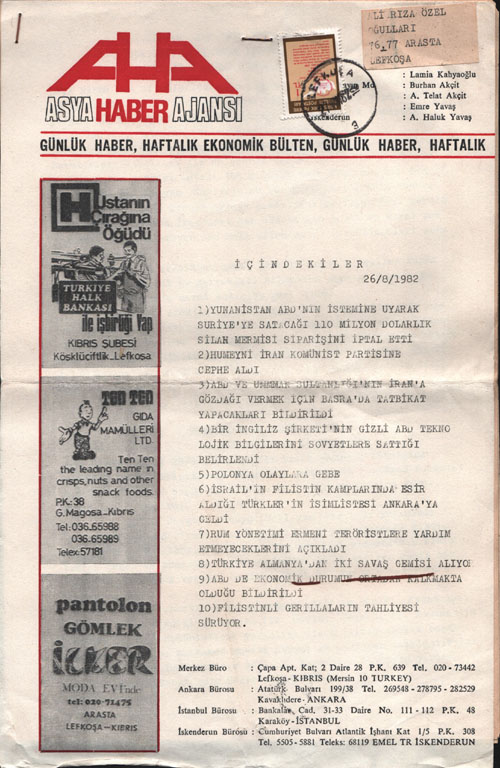 ALİ RIZA ÖZEL
OĞULLARI
76_77 ARASTA
LEFKOŞA
AHA
ASYA HABER AJANSI
LEFKOŞA
3
: Lamia Kahyaoğlu
: Burhan Akçit
: A. Telat Akçit
: Emre Yavaş
İskenderun : A. Haluk Yavaş
GÜNLÜK HABER, HAFTALIK EKONOMİK BÜLTEN, GÜNLÜK HABER, HAFTALIK
H Ustanın
Çırağına
Öğüdü
TURKIYE
HALK
BANKASI
ile işbirliği Yap
KIBRIS ŞUBESİ
Köşklüçiftlik_Lefkoşa
TEN TEN
GIDA
MAMÜLLERİ
LTD.
Ten Ten
the leading name in
crisps, nuts and other
snack foods.
P.K: 38
G. Magosa_Kıbrıs
Tel: 036.65988
036.65989
Telex: 57181
pantolon
GÖMLEK
İLKER
MODA EVİ'nde
tel: 020-71475
ARASTA
LEFKOŞA-KIBRIS
İÇİNDEKİLER
26/8/1982
1)YUNANİSTAN ABD'NIN İSTEMİNE UYARAK
SURİYE'YE SATACAĞI 110 MİLYON DOLARLIK
SİLAN MERMİSİ SİPARİŞİNİ İPTAL ETTİ
2)HUMEYNİ İRAN KOMÜNİST PARTİSİNE
CEPHE ALDI
3)ABD VE UMMMAN SULTANLIĞI'NIN İRAN'A
GÖZDAĞI VERMEK İÇİN BASRA'DA TATBİKAT
YAPACAKLARI BİLDİRİLDİ
4)BİR İNGİLİZ ŞİRKETİ'NİN GİZLİ ABD TEKNO
LOJİK BİLGİLERİNİ SOVYETLERE SATTIĞI
BELİRLENDİ
5)POLONYA OLAYLARA GEBE
6)İSRAİL'İN FİLİSTİN KAMPLARINDA ESİR
ALDIĞI TÜRKLER'İN İSİMLİSTESİ ANKARA'YA
GELDİ
7)RUM YÖNETİMİ ERMENİ TERÖRİSTLERE YARDIM
ETMEYECEKLERİNİ AÇIKLADI
8)TÜRKİYE ALMANYA'DAN İKİ SAVAŞ GEMİSİ ALIYOR
9)ABD DE EKONOMİK DURUMUN ORTADAN KALKMAKTA
OLDUĞU BİLDİRİLDİ
10)FİLİSTİNLİ GERİLLALARIN TAHLİYESİ
SÜRÜYOR.
Merkez Büro : Çapa Apt. Kat; 2 Daire 28 P.K. 639 Tel. 020 - 73442
Lefkoşa - KIBRIS (Mersin 10 TURKEY)
Ankara Bürosu : Atatürk Bulvarı 199/38 Tel. 269548 - 278795 - 282529
Kavaklıdere - ANKARA
İstanbul Bürosu : Bankalar Cad. 31-33 Daire No. 111 - 112 P.K. 48
Karaköy - İSTANBUL
İskenderun Bürosu : Cumhuriyet Bulvarı Atlantik İşhanı Kat 1/5 P.K. 308
Tel. 5505 - 5881 Teleks: 68119 EMEL TR İSKENDERUN